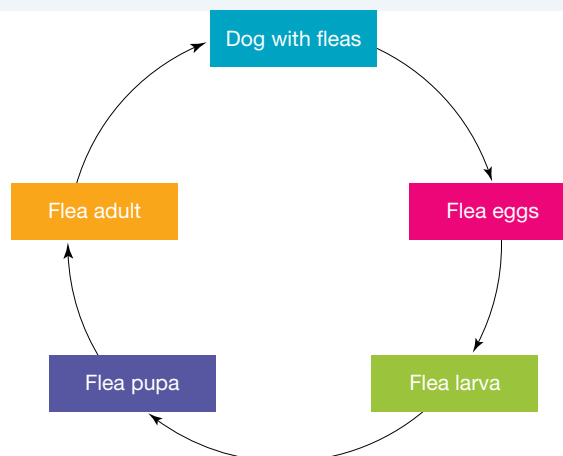 Dog with fleas
Flea adult
Flea eggs
Flea pupa
Flea larva